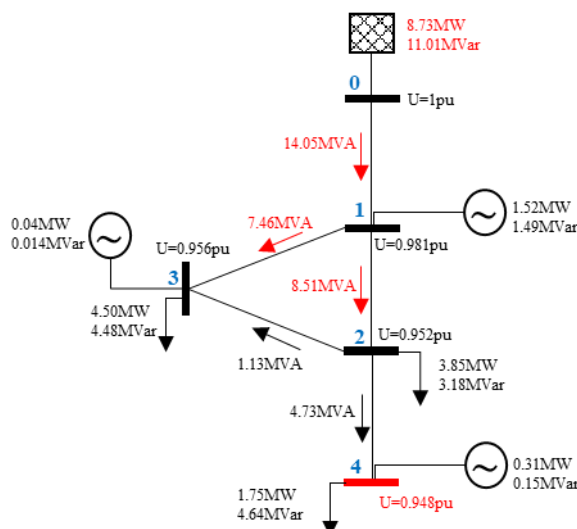 8.73MW
11.01MVar
0
U=1pu
14.05MVA
1
1.52MW
1.49MVar
0.04MW
0.014MVar
7.46MVA
U=0.956pu
U=0.981pu
3
8.51MVA
4.50MW
4.48MVar
U=0.952pu
2
1.13MVA
3.85MW
3.18MVar
4.73MVA
4
0.31MW
0.15MVar
1.75MW
4.64MVar
U=0.948pu